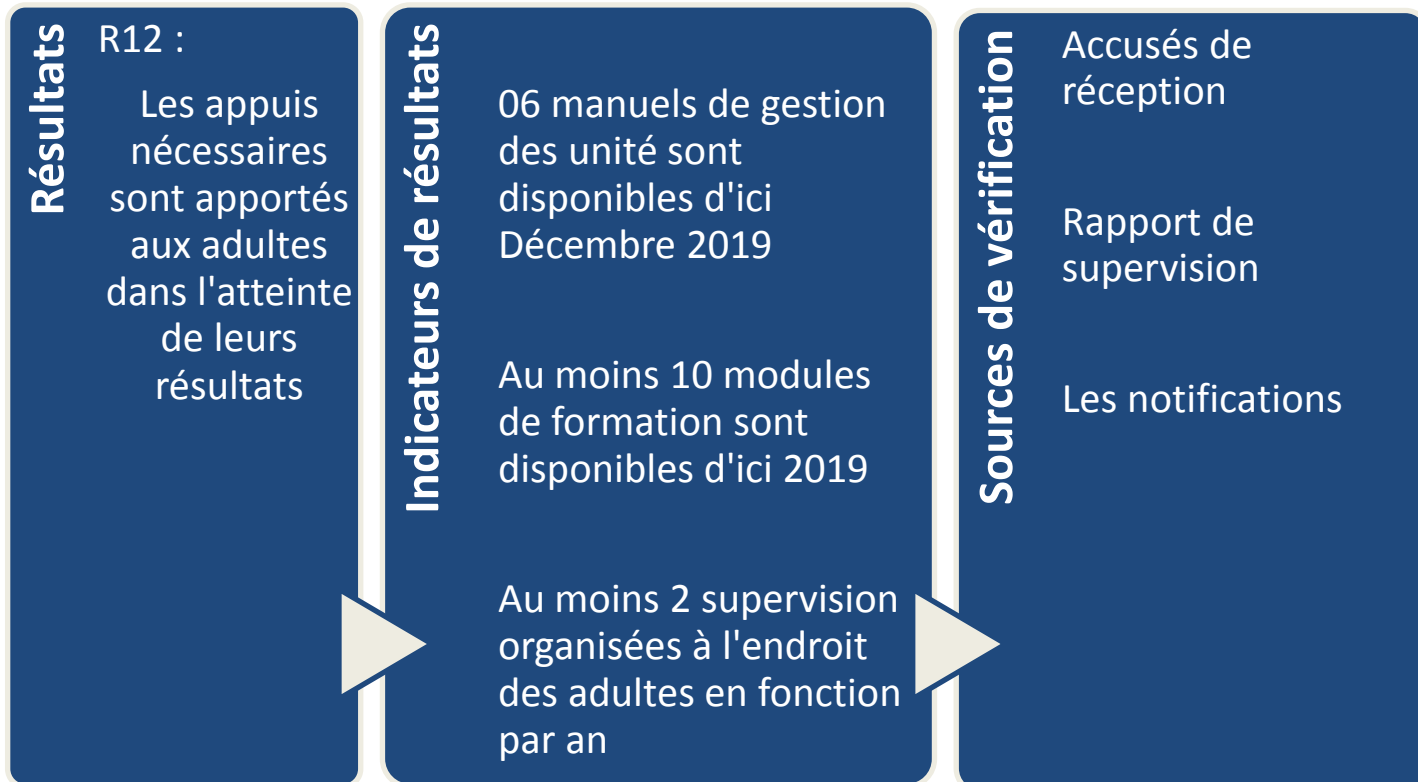 Résultats
R12 :
Les appuis
nécessaires
sont apportés
aux adultes
dans l'atteinte
de leurs
résultats
Indicateurs de résultats
06 manuels de gestion
des unité sont
disponibles d'ici
Décembre 2019
Au moins 10 modules
de formation sont
disponibles d'ici 2019
Au moins 2 supervision
organisées à l'endroit
des adultes en fonction
par an
Sources de vérification
Accusés de
réception
Rapport de
supervision
Les notifications